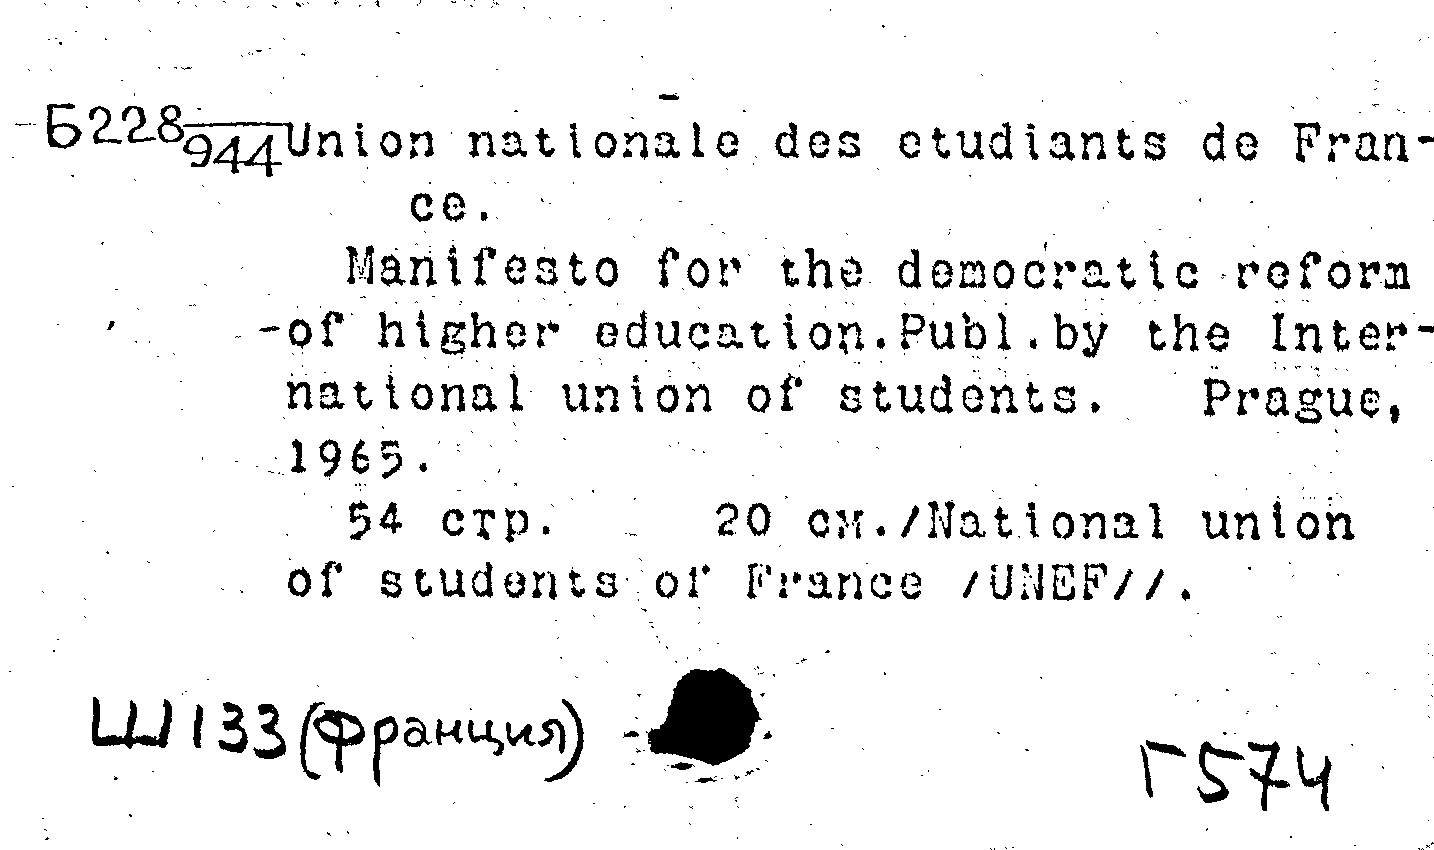 Б228/944 Union nationale des etudiants de Fran-
ce.
Manifesto for the democratic reform
of higher education.Publ.by the Inter-
national union of students. Prague,
1965.
54 стр. 20 см./National union
of students of France /UNEF//.
Ш133(Франция)
Г574